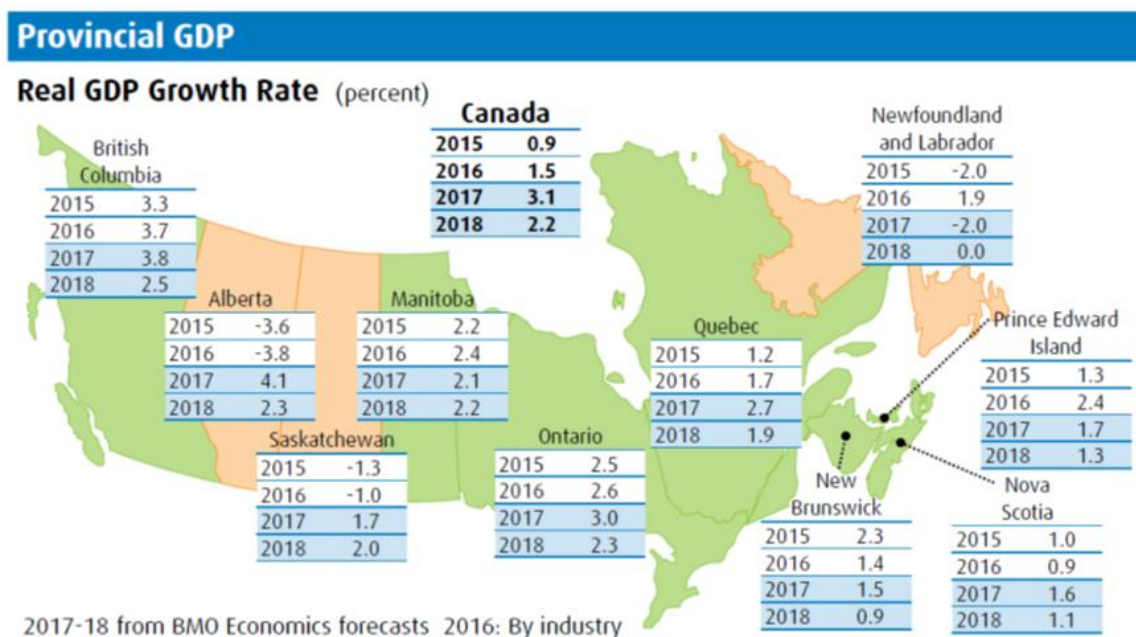 Provincial GDP
Real GDP Growth Rate (percent)
Canada
2015 0.9
2016 1.5
2017 3.1
2018 2.2
British
Columbia
2015 3.3
2016 3.7
2017 3.8
2018 2.5
Alberta
2015 -3.6
2016 -3.8
2017 4.1
2018 2.3
Saskatchewan
2015 -1.3
2016 -1.0
2017 1.7
2018 2.0
Manitoba
2015 2.2
2016 2.4
2017 2.1
2018 2.2
Ontario
2015 2.5
2016 2.6
2017 3.0
2018 2.3
Quebec
2015 1.2
2016 1.7
2017 2.7
2018 1.9
Newfoundland
and Labrador
2015 -2.0
2016 1.9
2017 -2.0
2018 0.0
Prince Edward
Island
2015 1.3
2016 2.4
2017 1.7
2018 1.3
New
Brunswick
2015 2.3
2016 1.4
2017 1.5
2018 0.9
Nova
Scotia
2015 1.0
2016 0.9
2017 1.6
2018 1.1
2017-18 from BMO Economics forecasts 2016: By industry